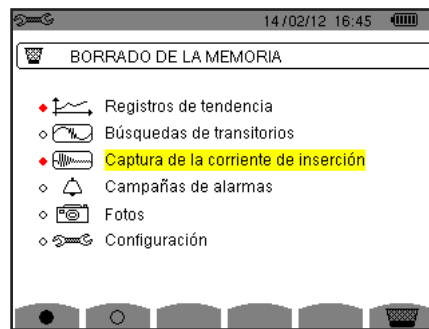 14/02/12 16:45
BORRADO DE LA MEMORIA
Registros de tendencia
Búsquedas de transitorios
Captura de la corriente de inserción
Campañas de alarmas
Fotos
Configuración